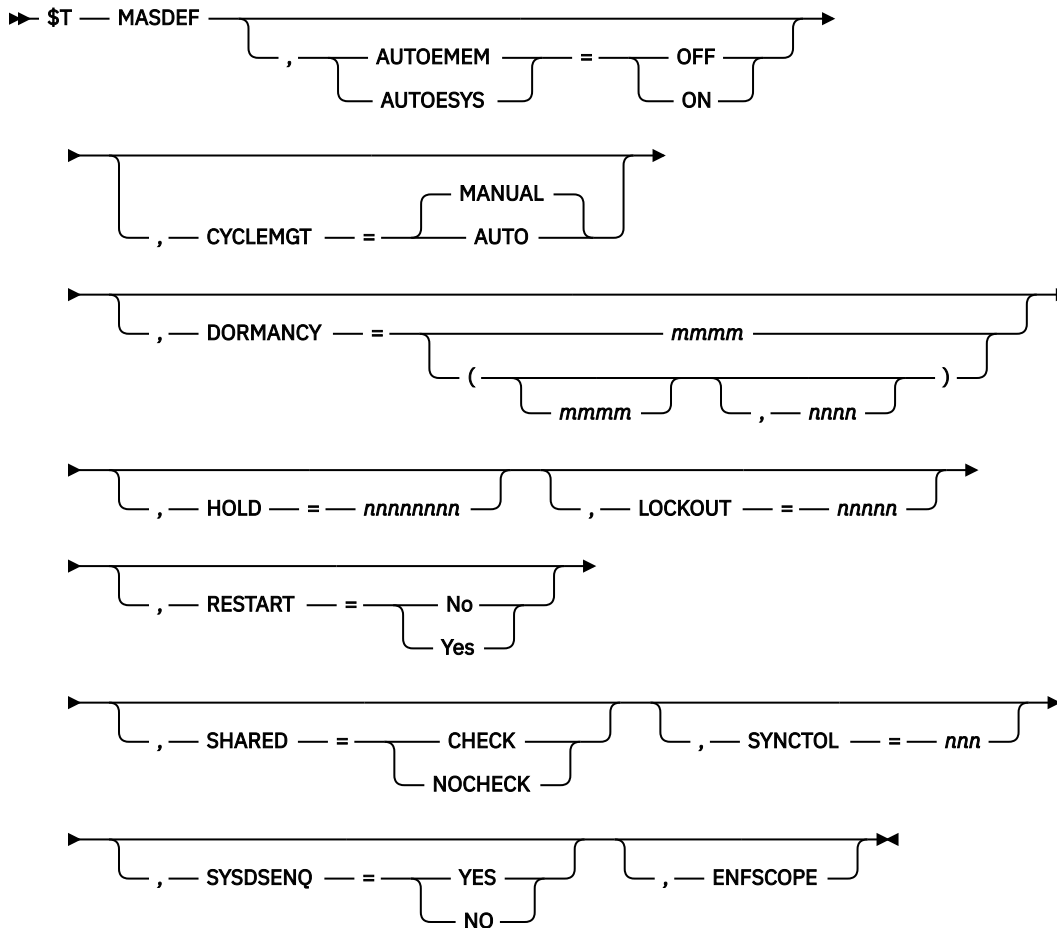 $T MASDEF
, AUTOEMEM = OFF
AUTOESYS ON
MANUAL
, CYCLEMGT = AUTO
, DORMANCY = mmmm
( )
mmmm , nnnn
, HOLD = nnnnnnnn , LOCKOUT = nnnnn
, RESTART = No
Yes
, SHARED = CHECK , SYNCTOL = nnn
NOCHECK
, SYSDSENQ = YES , ENFSCOPE
NO